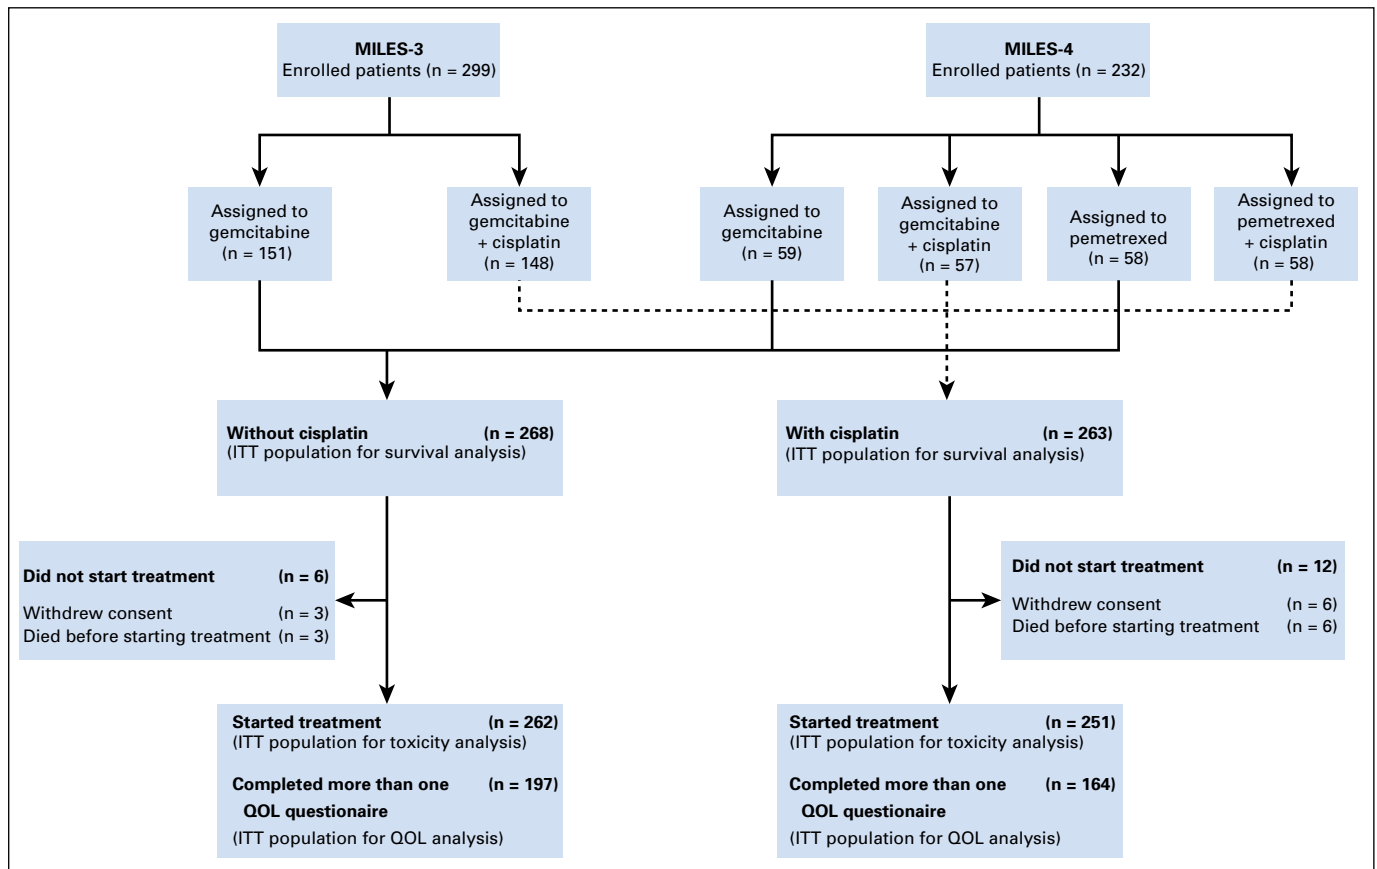 MILES-3
Enrolled patients (n = 299)
MILES-4
Enrolled patients (n = 232)
Assigned to
gemcitabine
(n = 151)
Assigned to
gemcitabine
+ cisplatin
(n = 148)
Assigned to
gemcitabine
(n = 59)
Assigned to
gemcitabine
+ cisplatin
(n = 57)
Assigned to
pemetrexed
(n = 58)
Assigned to
pemetrexed
+ cisplatin
(n = 58)
Without cisplatin (n = 268)
(ITT population for survival analysis)
With cisplatin (n = 263)
(ITT population for survival analysis)
Did not start treatment (n = 6)
Withdrew consent (n = 3)
Died before starting treatment (n = 3)
Did not start treatment (n = 12)
Withdrew consent (n = 6)
Died before starting treatment (n = 6)
Started treatment (n = 262)
(ITT population for toxicity analysis)
Completed more than one (n = 197)
QOL questionaire
(ITT population for QOL analysis)
Started treatment (n = 251)
(ITT population for toxicity analysis)
Completed more than one (n = 164)
QOL questionaire
(ITT population for QOL analysis)